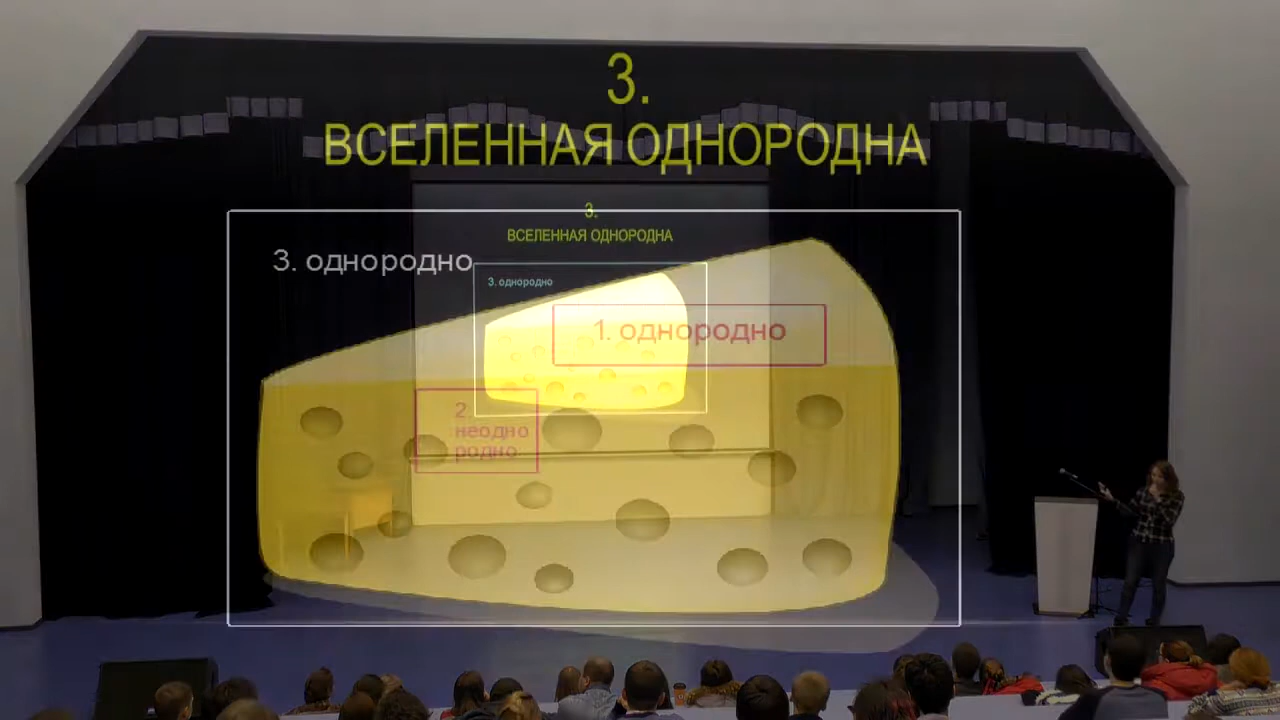 3.
ВСЕЛЕННАЯ ОДНОРОДНА
3.
ВСЕЛЕННАЯ ОДНОРОДНА
3. однородно
3. однородно
1. однородно
2.
неодно
родно